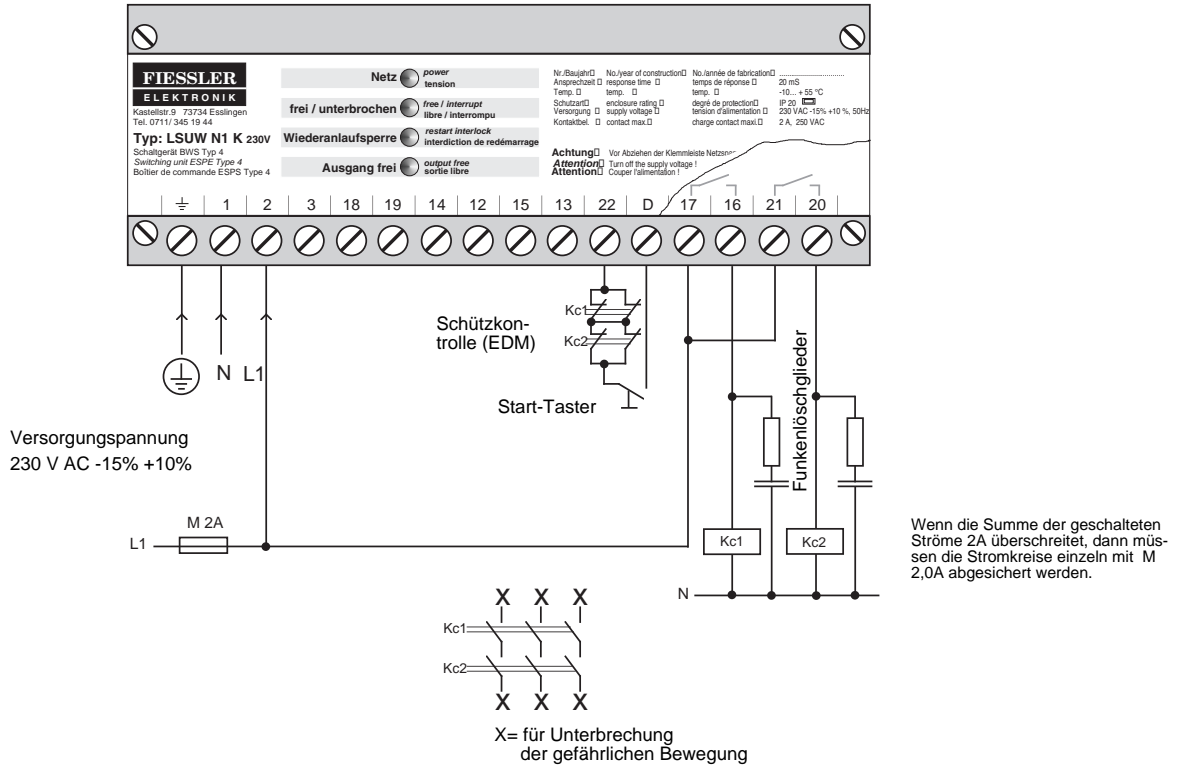 FIESSLER
ELEKTRONIK
Kastellstr.9 73734 Esslingen
Tel. 0711/ 345 19 44
Typ: LSUW N1 K 230V
Schaltgerät BWS Typ 4
Switching unit ESPE Type 4
Boîtier de commande ESPS Type 4
Netz power
tension
frei / unterbrochen free / interrupt
libre / interrompu
Wiederanlaufsperre restart interlock
interdiction de redémarrage
Ausgang frei output free
sortie libre
Nr./Baujahr No./year of construction No./année de fabrication ..............................
Ansprechzeit response time temps de réponse 20 mS
Temp. temp. temp. -10... + 55 °C
Schutzart enclosure rating degré de protection IP 20
Versorgung supply voltage tension d'alimentation 230 VAC -15% +10 %, 50Hz
Kontaktbel. contact max. charge contact maxi. 2 A, 250 VAC
Achtung Vor Abziehen der Klemmleiste
Attention Turn off the supply voltage !
Attention Couper l'alimentation !
1 2 3 18 19 14 12 15 13 22 D 17 16 21 20
Kc1
Kc2
Schützkon-
trolle (EDM)
Start-Taster
N L1
Versorgungspannung
230 V AC -15% +10%
Funkenlöschglieder
M 2A
L1
Kc1
Kc2
N
Wenn die Summe der geschalteten
Ströme 2A überschreitet, dann müs-
sen die Stromkreise einzeln mit M
2,0A abgesichert werden.
X X X
Kc1
Kc2
X X X
X= für Unterbrechung
der gefährlichen Bewegung